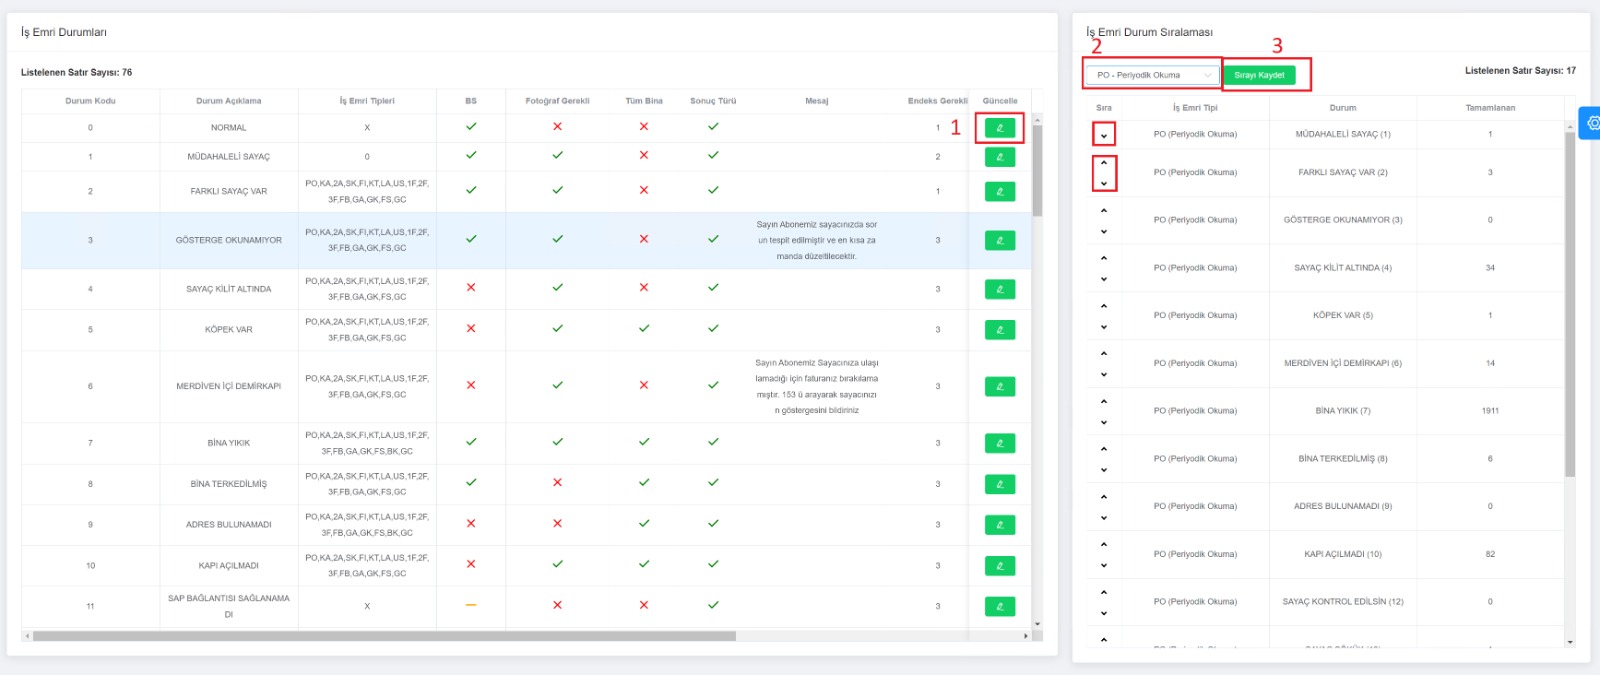 İş Emri Durumları
Listelenen Satır Sayısı: 76
Durum Kodu Durum Açıklama İş Emri Tipleri BS Fotoğraf Gerekli Tüm Bina Sonuç Türü Mesaj Endeks Gerekli Güncelle
0 NORMAL X 1 1
1 MÜDAHALELİ SAYAÇ 0 2
2 FARKLI SAYAÇ VAR PO,KA,2A,SK,FI,KT,LA,US,1F,2F, 1
3F,FB,GA,GK,FS,GC
3 GÖSTERGE OKUNAMIYOR PO,KA,2A,SK,FI,KT,LA,US,1F,2F, 3
3F,FB,GA,GK,FS,GC
Sayın Abonemiz sayacınızda sor
un tespit edilmiştir ve en kısa za
manda düzeltilecektir.
4 SAYAÇ KİLİT ALTINDA PO,KA,2A,SK,FI,KT,LA,US,1F,2F, 3
3F,FB,GA,GK,FS,GC
5 KÖPEK VAR PO,KA,2A,SK,FI,KT,LA,US,1F,2F, 3
3F,FB,GA,GK,FS,GC
6 MERDİVEN İÇİ DEMİRKAPI PO,KA,2A,SK,FI,KT,LA,US,1F,2F, 3
3F,FB,GA,GK,FS,GC
Sayın Abonemiz Sayacınıza ulaşı
lamadığı için faturanız bırakılama
mıştır. 153 ü arayarak sayacınızı
n göstergesini bildiriniz
7 BİNA YIKIK PO,KA,2A,SK,FI,KT,LA,US,1F,2F, 3
3F,FB,GA,GK,FS,BK,GC
8 BİNA TERKEDİLMİŞ PO,KA,2A,SK,FI,KT,LA,US,1F,2F, 3
3F,FB,GA,GK,FS,GC
9 ADRES BULUNAMADI PO,KA,2A,SK,FI,KT,LA,US,1F,2F, 3
3F,FB,GA,GK,FS,BK,GC
10 KAPI AÇILMADI PO,KA,2A,SK,FI,KT,LA,US,1F,2F, 3
3F,FB,GA,GK,FS,GC
11 SAP BAĞLANTISI SAĞLANAMA X 3
DI
İş Emri Durum Sıralaması
2 3
PO - Periyodik Okuma Sırayı Kaydet Listelenen Satır Sayısı: 17
Sıra İş Emri Tipi Durum Tamamlanan
PO (Periyodik Okuma) MÜDAHALELİ SAYAÇ (1) 1
PO (Periyodik Okuma) FARKLI SAYAÇ VAR (2) 3
PO (Periyodik Okuma) GÖSTERGE OKUNAMIYOR (3) 0
PO (Periyodik Okuma) SAYAÇ KİLİT ALTINDA (4) 34
PO (Periyodik Okuma) KÖPEK VAR (5) 1
PO (Periyodik Okuma) MERDİVEN İÇİ DEMİRKAPI (6) 14
PO (Periyodik Okuma) BİNA YIKIK (7) 1911
PO (Periyodik Okuma) BİNA TERKEDİLMİŞ (8) 6
PO (Periyodik Okuma) ADRES BULUNAMADI (9) 0
PO (Periyodik Okuma) KAPI AÇILMADI (10) 82
PO (Periyodik Okuma) SAYAÇ KONTROL EDİLSİN (12) 0